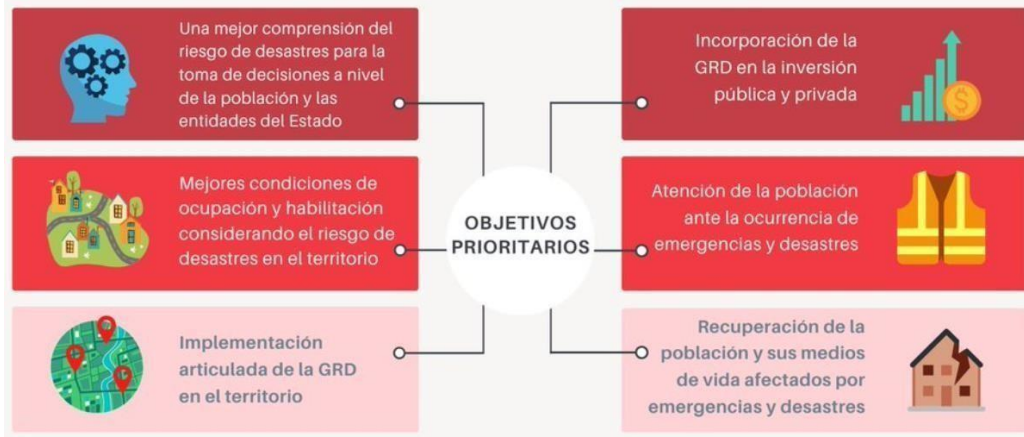 Una mejor comprensión del
riesgo de desastres para la
toma de decisiones a nivel
de la población y las
entidades del Estado
Mejores condiciones de
ocupación y habilitación
considerando el riesgo de
desastres en el territorio
Implementación
articulada de la GRD
en el territorio
OBJETIVOS
PRIORITARIOS
Incorporación de la
GRD en la inversión
pública y privada
$
Atención de la población
ante la ocurrencia de
emergencias y desastres
Recuperación de la
población y sus medios
de vida afectados por
emergencias y desastres